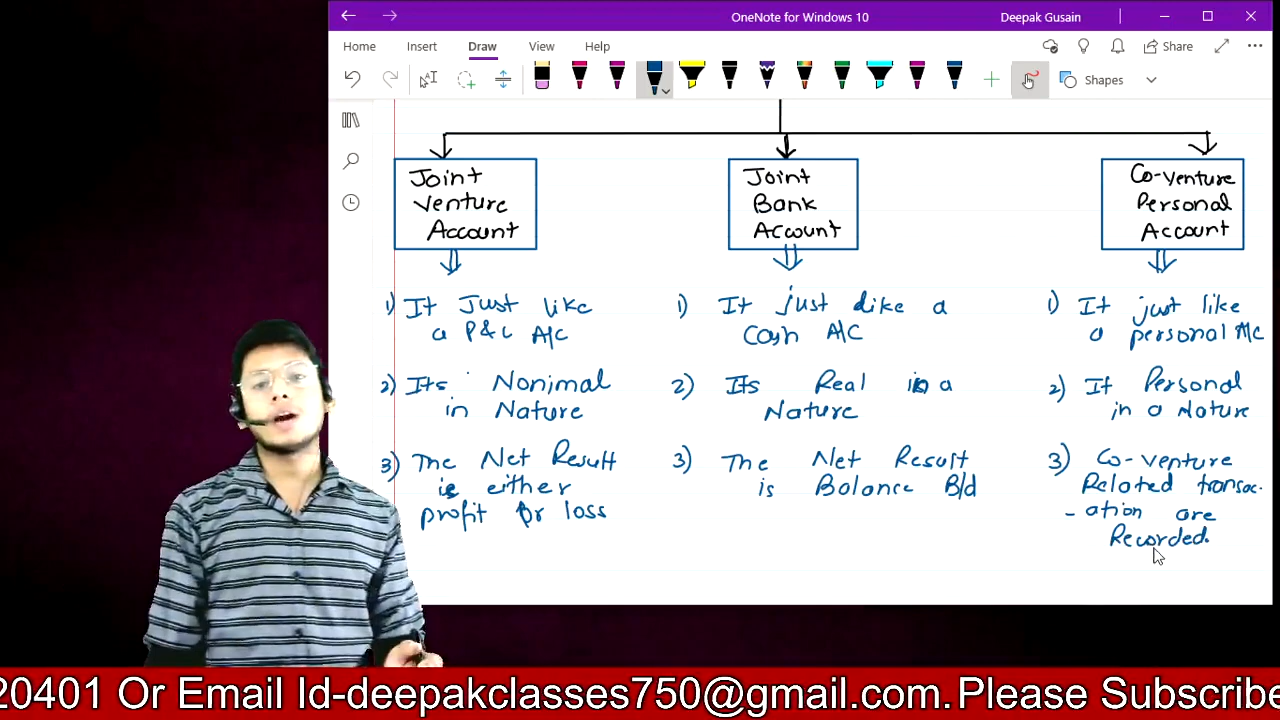 OneNote for Windows 10
Deepak Gusain
Home Insert Draw View Help
Share
Shapes
Joint
Venture
Account
Joint
Bank
Account
Co-venture
Personal
Account
1) It Just like
a P&L A/c
2) Its Nonimal
in Nature
3) The Net Result
is either
profit or loss
1) It just like a
Cash A/C
2) Its Real in a
Nature
3) The Net Result
is Balance B/d
1) It just like
a personal A/c
2) It Personal
in a Nature
3) Co-venture
Related transac-
-ation are
Recorded.
20401 Or Email Id-deepakclasses750@gmail.com. Please Subscribe